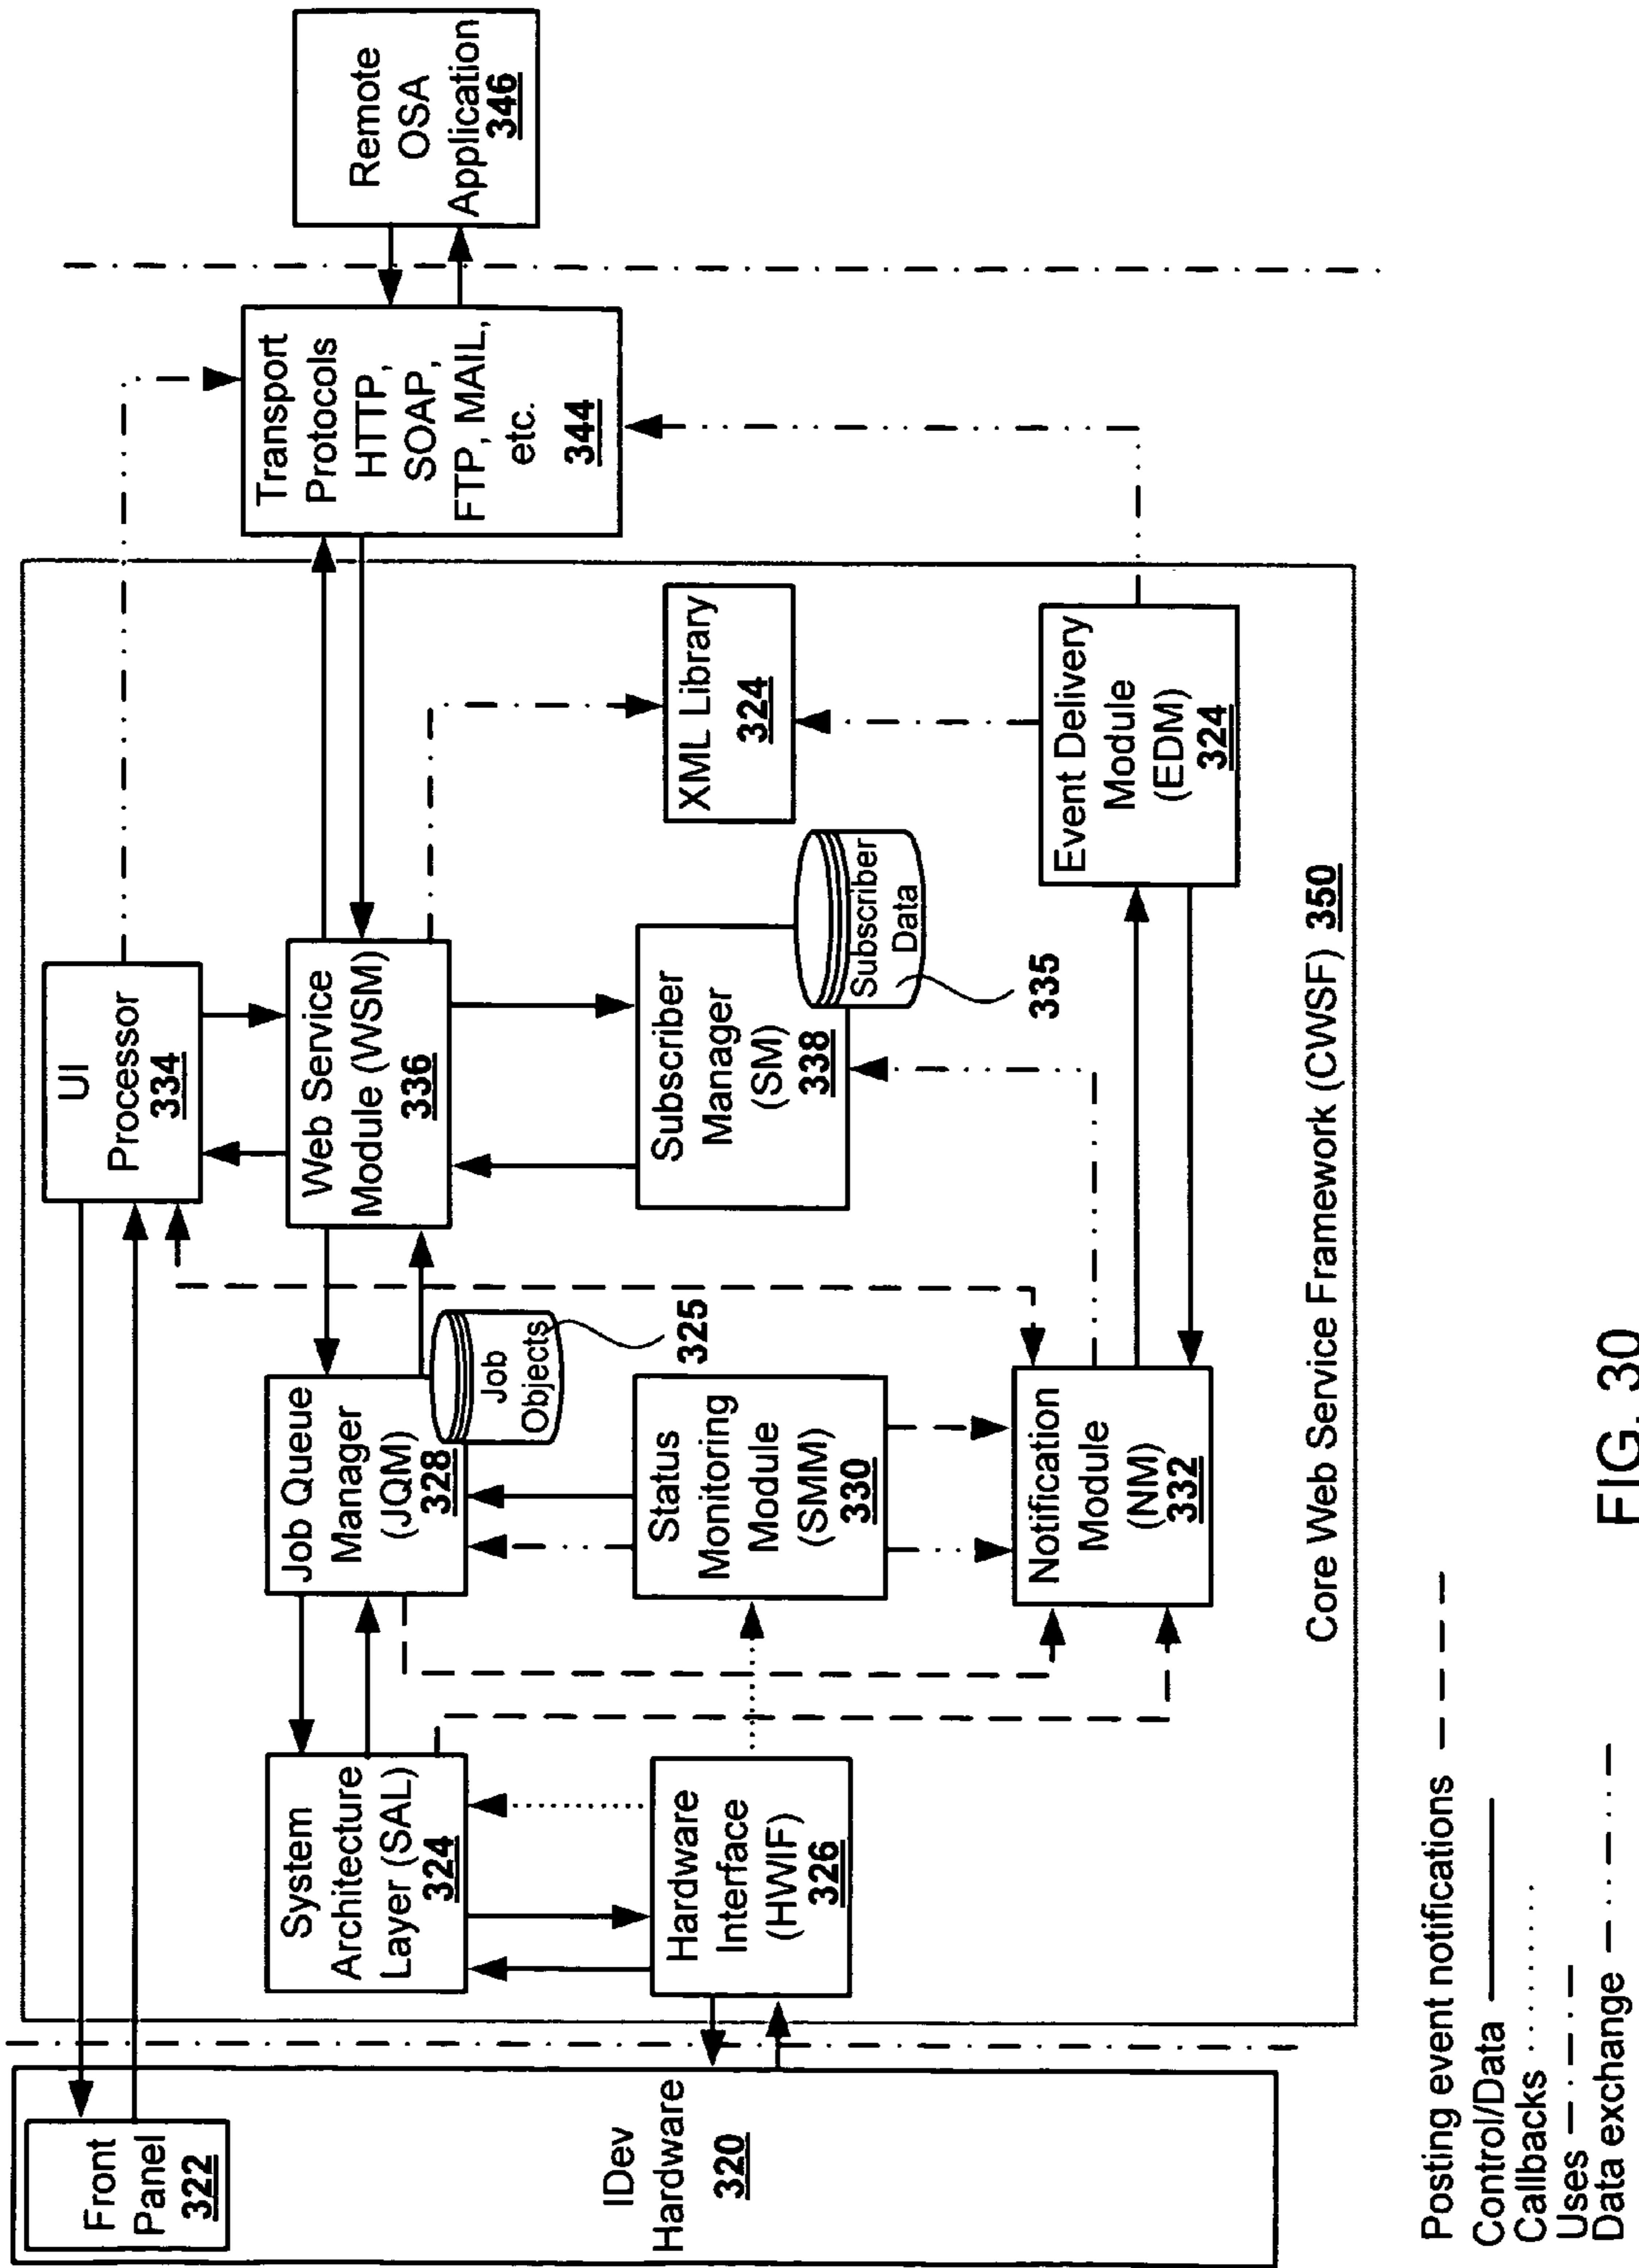 Front
Panel
322
IDev
Hardware
320
System
Architecture
Layer (SAL)
324
Hardware
Interface
(HWIF)
326
Job Queue
Manager
(JQM)
328
Job
Objects
325
Status
Monitoring
Module
(SMM)
330
Notification
Module
(NM)
332
UI
Processor
334
Web Service
Module (WSM)
336
Subscriber
Manager
(SM)
338
Subscriber
Data
335
XML Library
324
Event Delivery
Module
(EDM)
324
Transport
Protocols
HTTP,
SOAP,
FTP, MAIL,
etc.
344
Remote
OSA
Application
346
Core Web Service Framework (CWSF) 350
Posting event notifications
Control/Data
Callbacks
Uses
Data exchange
FIG. 30